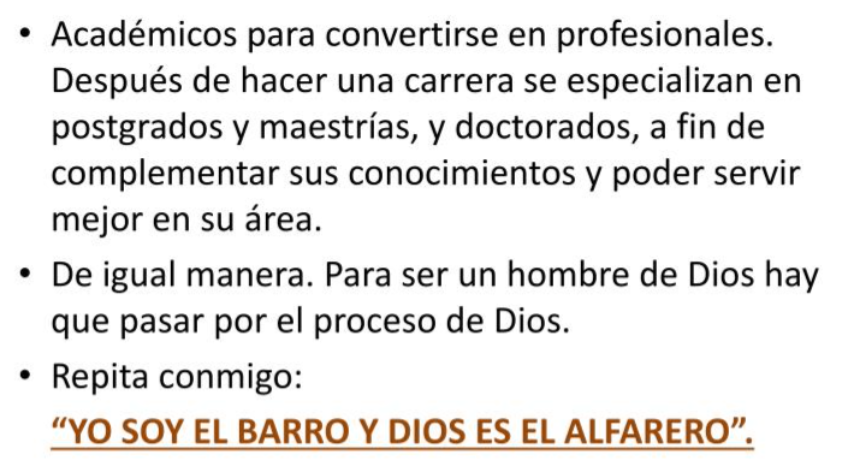 • Académicos para convertirse en profesionales.
Después de hacer una carrera se especializan en
postgrados y maestrías, y doctorados, a fin de
complementar sus conocimientos y poder servir
mejor en su área.
• De igual manera. Para ser un hombre de Dios hay
que pasar por el proceso de Dios.
• Repita conmigo:
“YO SOY EL BARRO Y DIOS ES EL ALFARERO”.